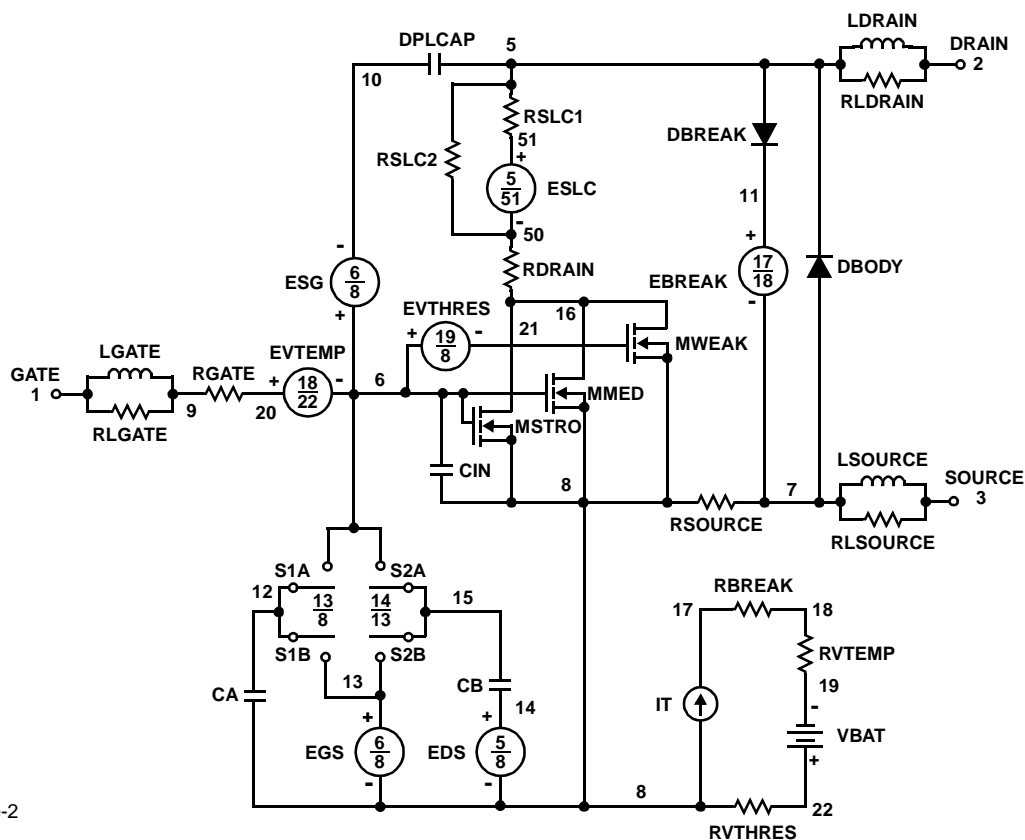 LDRAIN
DPLCAP 5 DRAIN
10 2
RLDRAIN
RSLC1
DBREAK
51
+
RSLC2
5
51
ESLC
11
-
50
-
+
17
18
EBREAK
-
DBODY
RDRAIN
6
8
ESG
+
EVTHRES
16
21
+
19
8
-
MWEAK
LGATE
EVTEMP
GATE
1
RGATE
+
18
22
-
6
MMED
9
20
MSTRO
RLGATE
CIN
LSOURCE
8
7
SOURCE
3
RSOURCE
RLSOURCE
S1A
S2A
12
13
8
14
13
15
RBREAK
17
18
S1B
S2B
RVTEMP
13
CB
CA
19
14
IT
-
+
+
VBAT
EGS
6
8
EDS
5
8
+
-
-
8
22
-2
RVTHRES